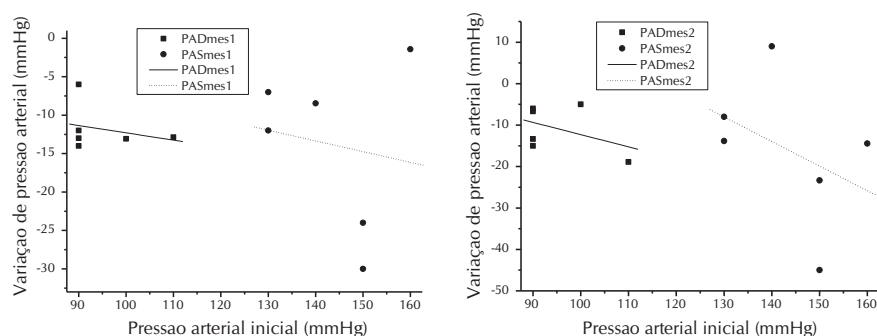 Variaçao de pressao arterial (mmHg)
0
-5
-10
-15
-20
-25
-30
PADmes1
PASmes1
PADmes1
PASmes1
90 100 110 120 130 140 150 160
Pressao arterial inicial (mmHg)
Variaçao de pressao arterial (mmHg)
10
0
-10
-20
-30
-40
-50
PADmes2
PASmes2
PADmes2
PASmes2
90 100 110 120 130 140 150 160
Pressao arterial inicial (mmHg)